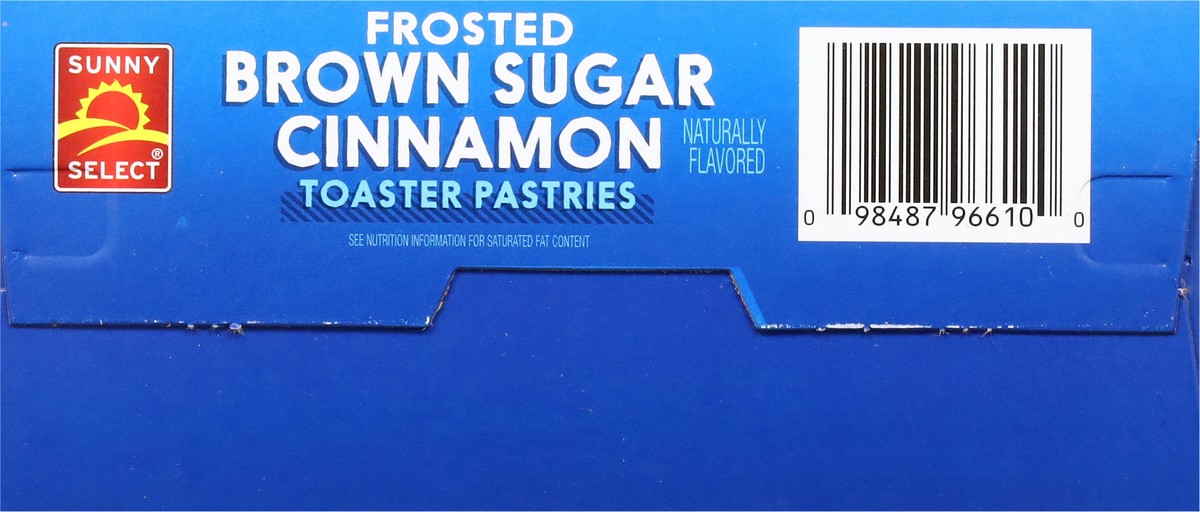 SUNNY
SELECT®
FROSTED
BROWN SUGAR
CINNAMON
NATURALLY
FLAVORED
TOASTER PASTRIES
SEE NUTRITION INFORMATION FOR SATURATED FAT CONTENT
0 98487 96610 0